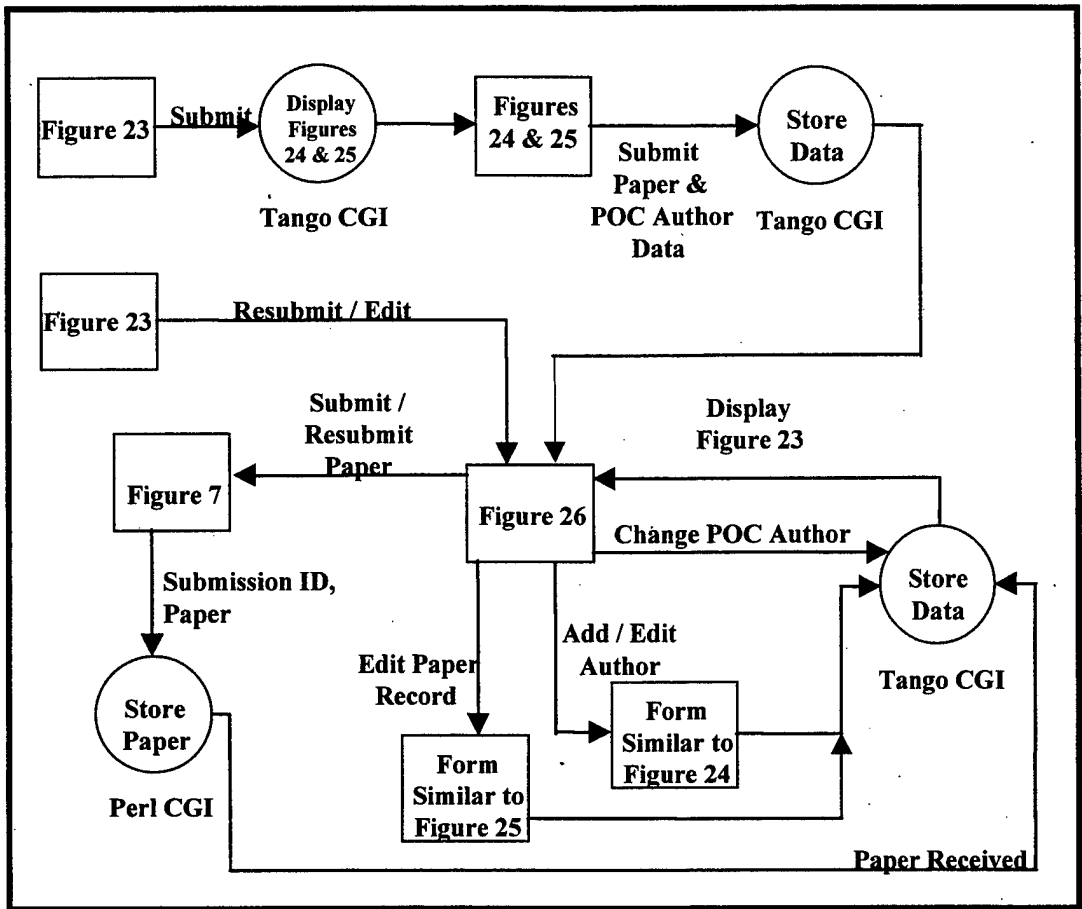 Figure 23
Submit
Display
Figures
24 & 25
Tango CGI
Figures
24 & 25
Submit
Paper &
POC Author
Data
Store
Data
Tango CGI
Figure 23
Resubmit / Edit
Submit /
Resubmit
Paper
Display
Figure 23
Figure 7
Figure 26
Change POC Author
Store
Data
Tango CGI
Submission ID,
Paper
Add / Edit
Author
Edit Paper
Record
Store
Paper
Perl CGI
Form
Similar to
Figure 24
Form
Similar to
Figure 25
Paper Received